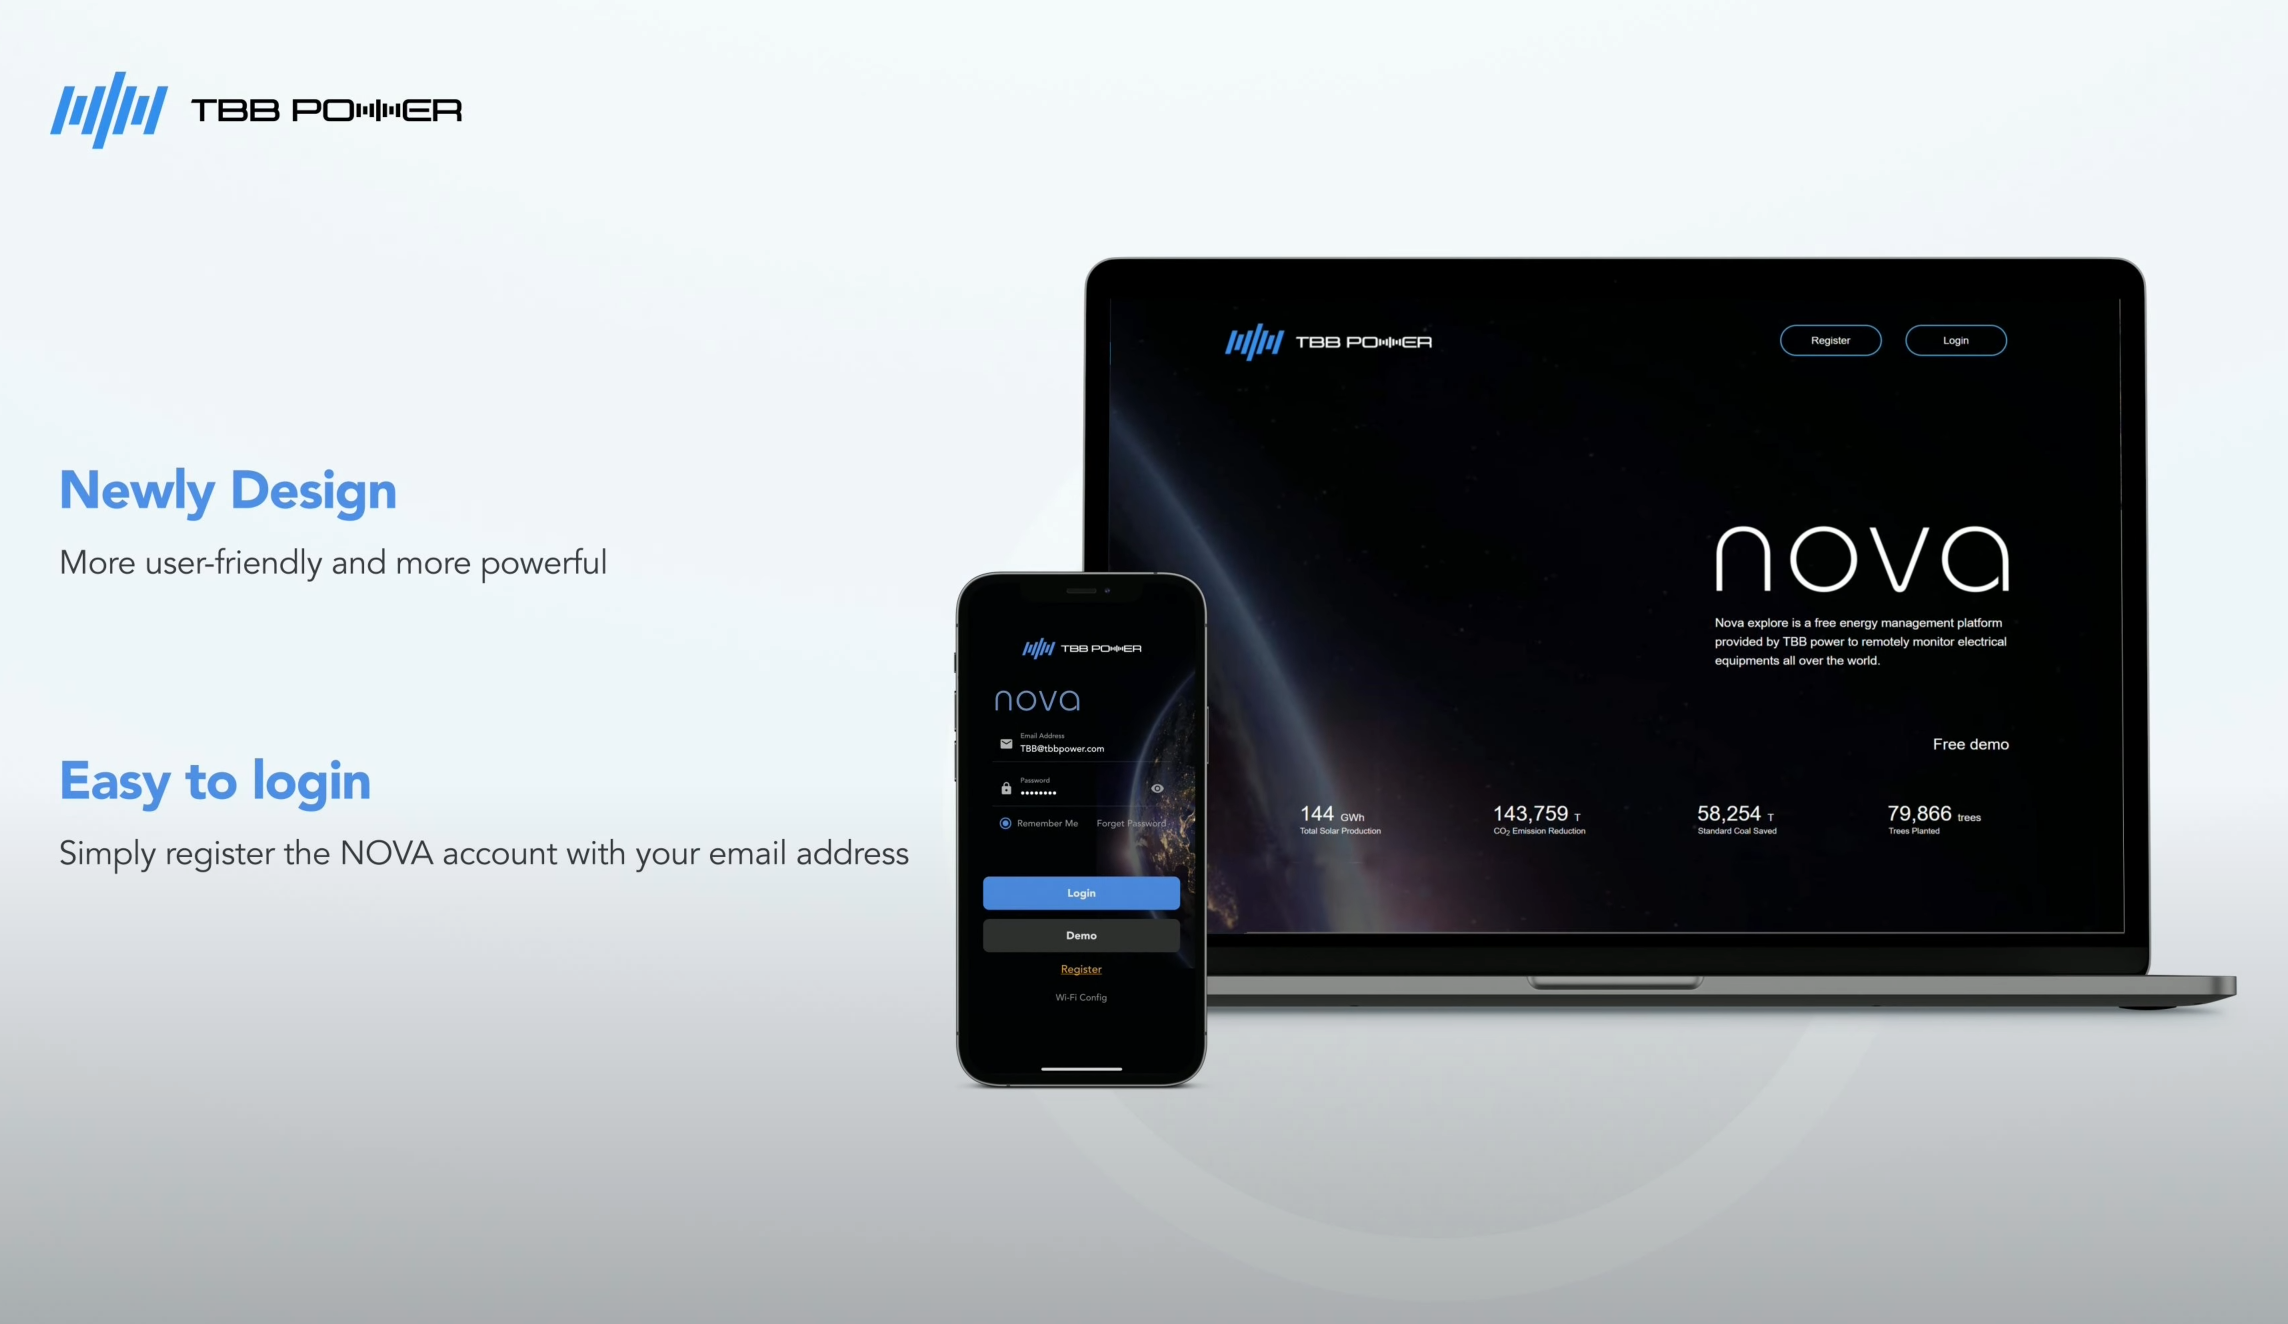 TBB POWER
Newly Design
More user-friendly and more powerful
Easy to login
Simply register the NOVA account with your email address
TBB POWER
nova
Email Address
TBB@tbbpower.com
Password
••••••••
Remember Me Forget Password
Login
Demo
Register
Wi-Fi Config
TBB POWER
Register Login
nova
Nova explore is a free energy management platform
provided by TBB power to remotely monitor electrical
equipments all over the world.
Free demo
144 GWh 143,759 T 58,254 T 79,866 trees
Total Solar Production CO₂ Emission Reduction Standard Coal Saved Trees Planted